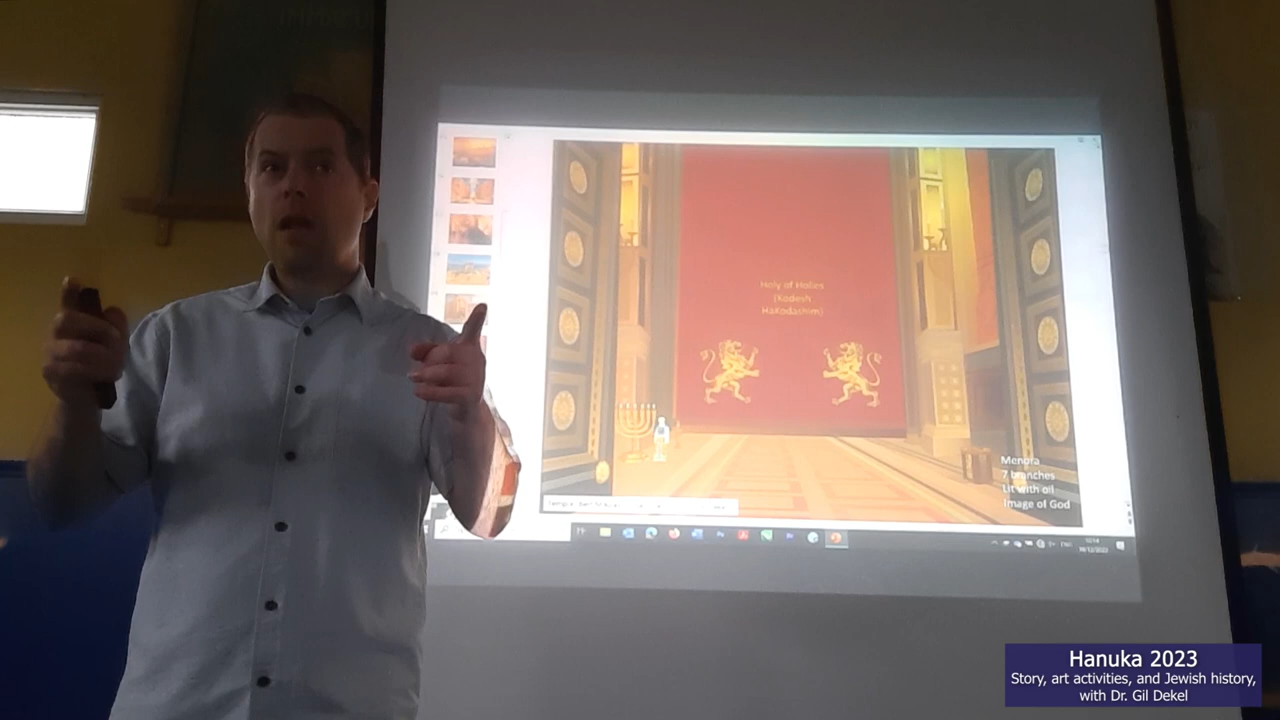 Holy of Holies
(Kodesh
HaKodashim)
Menora
7 branches
Lit with oil
Image of God
Hanuka 2023
Story, art activities, and Jewish history,
with Dr. Gil Dekel